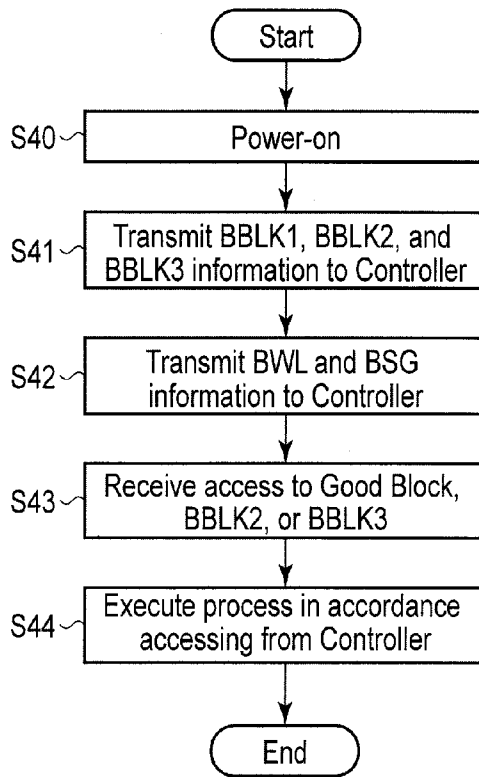 Start
S40
Power-on
S41
Transmit BBLK1, BBLK2, and
BBLK3 information to Controller
S42
Transmit BWL and BSG
information to Controller
S43
Receive access to Good Block,
BBLK2, or BBLK3
S44
Execute process in accordance
accessing from Controller
End